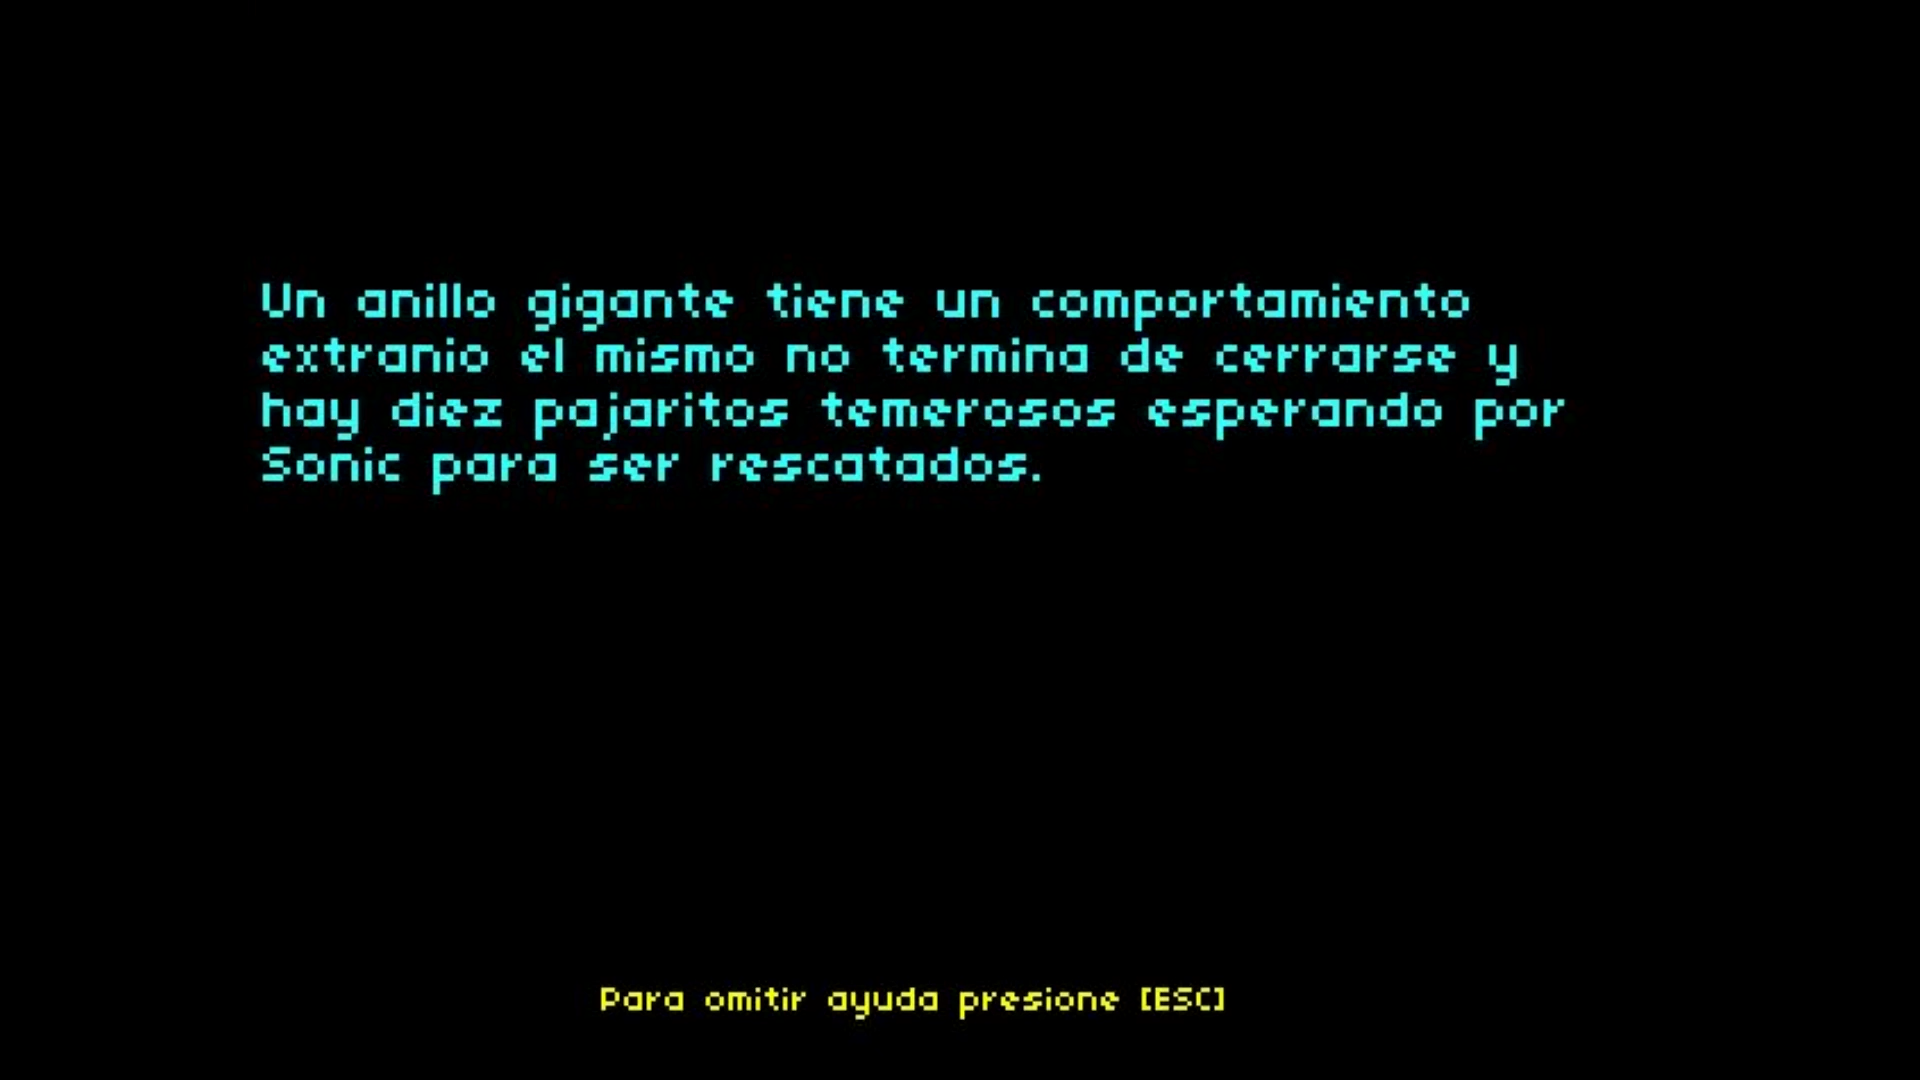 Un anillo gigante tiene un comportamiento
extranio el mismo no termina de cerrarse y
hay diez pajaritos temerosos esperando por
Sonic para ser rescatados.
Para omitir ayuda presione [ESC]